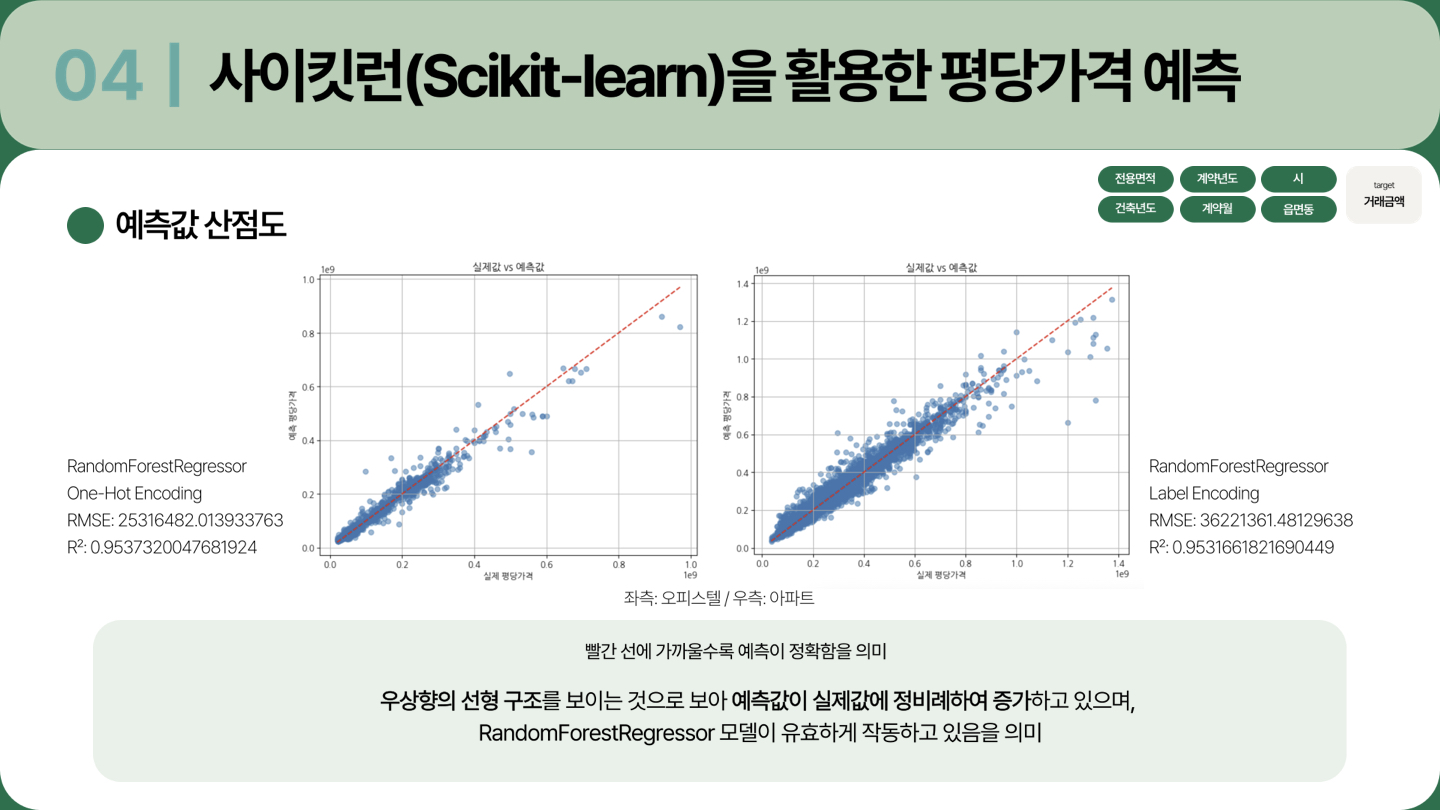 04 | 사이킷런(Scikit-learn)을 활용한 평당가격 예측
전용면적 계약년도 시
건축년도 계약월 읍면동
target
거래금액
예측값 산점도
실제값 vs 예측값
1e9
1.0
0.8
0.6
0.4
0.2
0.0
예측 평당가격
0.0 0.2 0.4 0.6 0.8 1.0
1e9
실제 평당가격
RandomForestRegressor
One-Hot Encoding
RMSE: 25316482.013933763
R²: 0.9537320047681924
실제값 vs 예측값
1e9
1.4
1.2
1.0
0.8
0.6
0.4
0.2
0.0
예측 평당가격
0.0 0.2 0.4 0.6 0.8 1.0 1.2 1.4
1e9
실제 평당가격
RandomForestRegressor
Label Encoding
RMSE: 36221361.48129638
R²: 0.9531661821690449
좌측: 오피스텔 / 우측: 아파트
빨간 선에 가까울수록 예측이 정확함을 의미
우상향의 선형 구조를 보이는 것으로 보아 예측값이 실제값에 정비례하여 증가하고 있으며,
RandomForestRegressor 모델이 유효하게 작동하고 있음을 의미